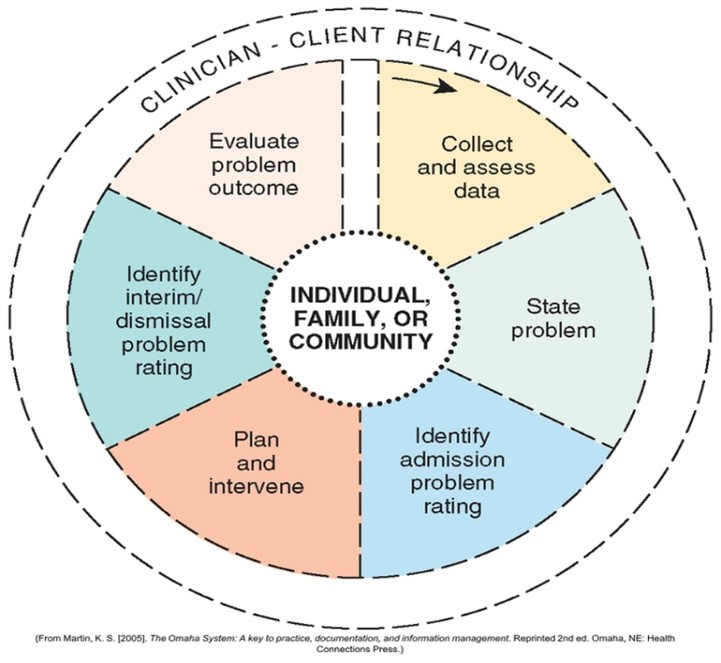 CLINICIAN - CLIENT RELATIONSHIP
Collect
and assess
data
State
problem
Identify
admission
problem
rating
Plan
and
intervene
Identify
interim/
dismissal
problem
rating
Evaluate
problem
outcome
INDIVIDUAL,
FAMILY, OR
COMMUNITY
(From Martin, K. S. [2005]. The Omaha System: A key to practice, documentation, and information management. Reprinted 2nd ed. Omaha, NE: Health
Connections Press.)